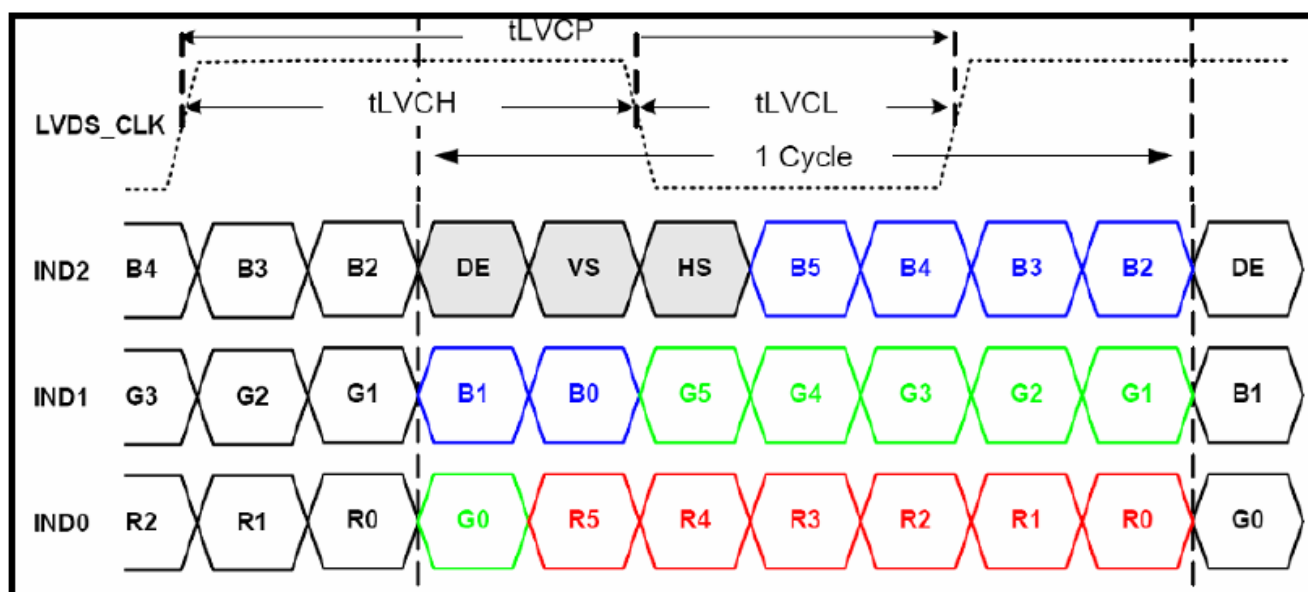 tLVCP
tLVCH tLVCL
LVDS_CLK
1 Cycle
IND2 B4 B3 B2 DE VS HS B5 B4 B3 B2 DE
IND1 G3 G2 G1 B1 B0 G5 G4 G3 G2 G1 B1
IND0 R2 R1 R0 G0 R5 R4 R3 R2 R1 R0 G0